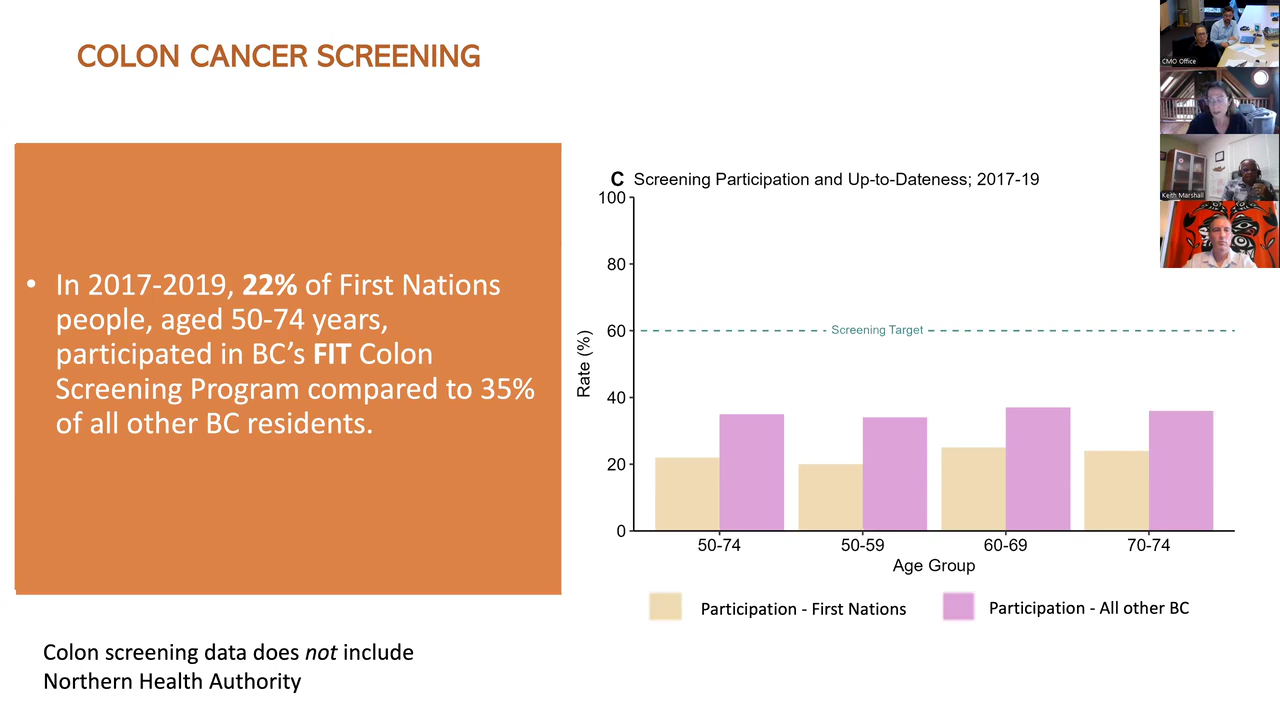 COLON CANCER SCREENING
• In 2017-2019, 22% of First Nations
people, aged 50-74 years,
participated in BC’s FIT Colon
Screening Program compared to 35%
of all other BC residents.
Colon screening data does not include
Northern Health Authority
C Screening Participation and Up-to-Dateness; 2017-19
100
80
60
40
20
0
Rate (%)
Screening Target
50-74 50-59 60-69 70-74
Age Group
Participation - First Nations
Participation - All other BC
CMO Office
Keith Marshall